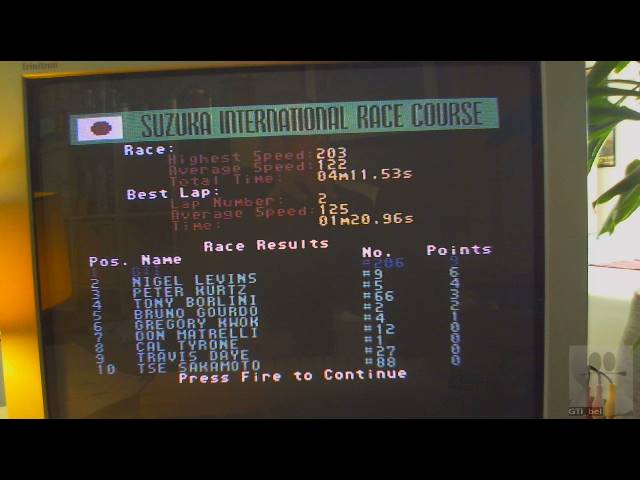 Trinitron
SUZUKA INTERNATIONAL RACE COURSE
Race:
Highest Speed: 203
Average Speed: 122
Total Time: 04m11.53s
Best Lap:
Lap Number: 2
Average Speed: 125
Time: 01m20.96s
Race Results
Pos. Name No. Points
1 GTI #206 9
2 NIGEL LEVINS #9 6
3 PETER KURTZ #5 4
4 TONY BORLINI #66 3
5 BRUNO GOURDO #2 2
6 GREGORY KWOK #4 1
7 DON MATRELLI #12 0
8 CAL TYRONE #1 0
9 TRAVIS DAYE #27 0
10 TSE SAKAMOTO #88 0
Press Fire to Continue
GTi_bel